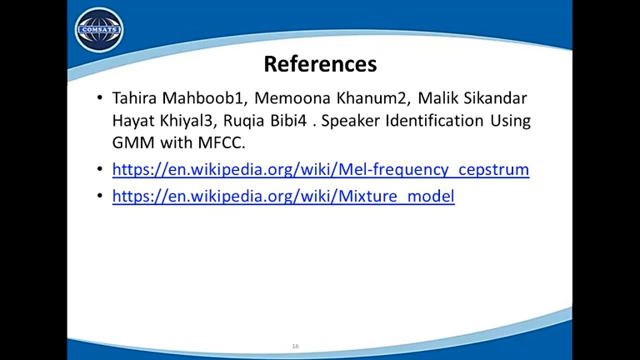 COMSATS
References
• Tahira Mahboob1, Memoona Khanum2, Malik Sikandar
Hayat Khiyal3, Ruqia Bibi4 . Speaker Identification Using
GMM with MFCC.
• https://en.wikipedia.org/wiki/Mel-frequency_cepstrum
• https://en.wikipedia.org/wiki/Mixture_model
16